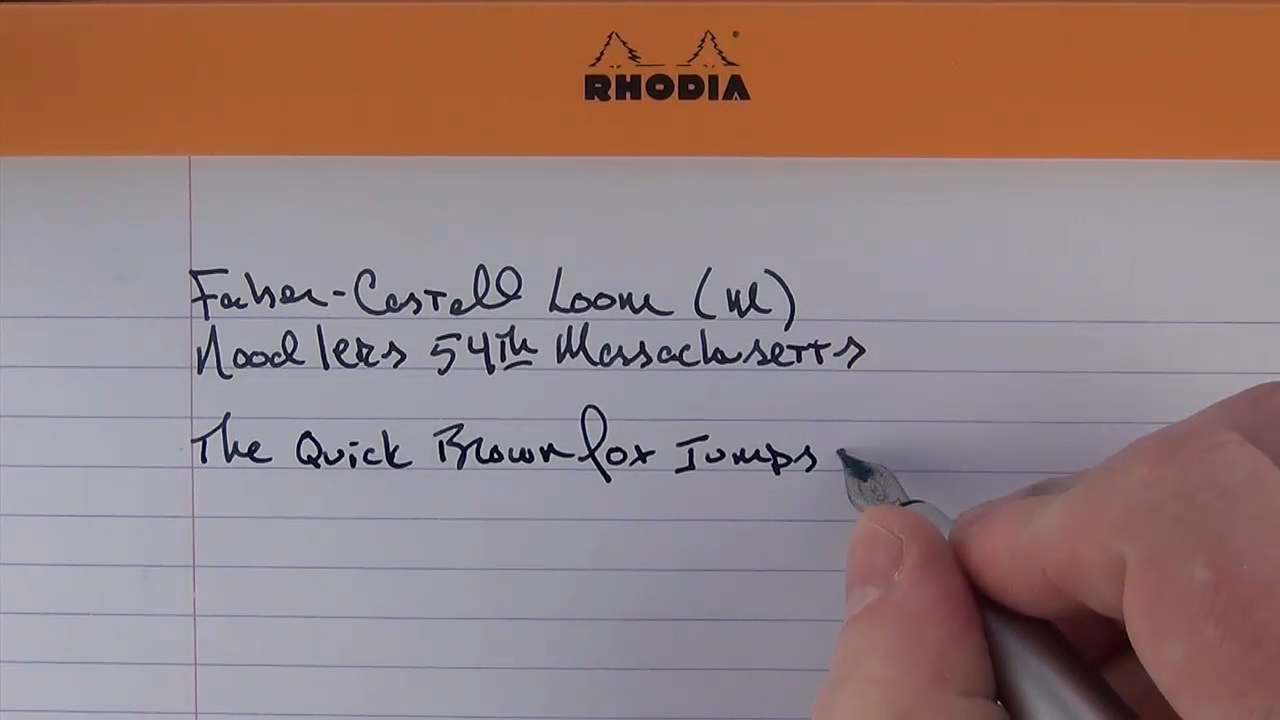 RHODIA
Faber-Castell Loom (M)
Noodlers 54th Massachusetts
The Quick Brown fox Jumps